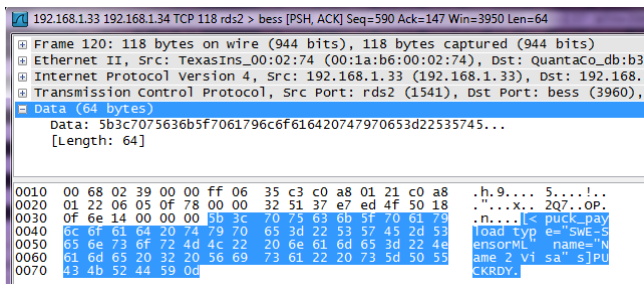 192.168.1.33 192.168.1.34 TCP 118 rds2 > bess [PSH, ACK] Seq=590 Ack=147 Win=3950 Len=64
Frame 120: 118 bytes on wire (944 bits), 118 bytes captured (944 bits)
Ethernet II, Src: TexasIns_00:02:74 (00:1a:b6:00:02:74), Dst: QuantaCo_db:b3
Internet Protocol Version 4, Src: 192.168.1.33 (192.168.1.33), Dst: 192.168.
Transmission Control Protocol, Src Port: rds2 (1541), Dst Port: bess (3960),
Data (64 bytes)
Data: 5b3c7075636b5f7061796c6f616420747970653d22535745...
[Length: 64]
0010 00 68 02 39 00 00 ff 06 35 c3 c0 a8 01 21 c0 a8 .h.9.... 5....!..
0020 01 22 06 05 0f 78 00 00 32 51 37 e7 ed 4f 50 18 ."...x.. 2Q7..OP.
0030 0f 6e 14 00 00 00 5b 3c 70 75 63 6b 5f 70 61 79 .n....[< puck_pay
0040 6c 6f 61 64 20 74 79 70 65 3d 22 53 57 45 2d 53 load typ e="SWE-S
0050 65 6e 73 6f 72 4d 4c 22 20 6e 61 6d 65 3d 22 4e ensorML" name="N
0060 61 6d 65 20 32 20 56 69 73 61 22 20 73 5d 50 55 ame 2 Vi sa" s]PU
0070 43 4b 52 44 59 0d CKRDY.